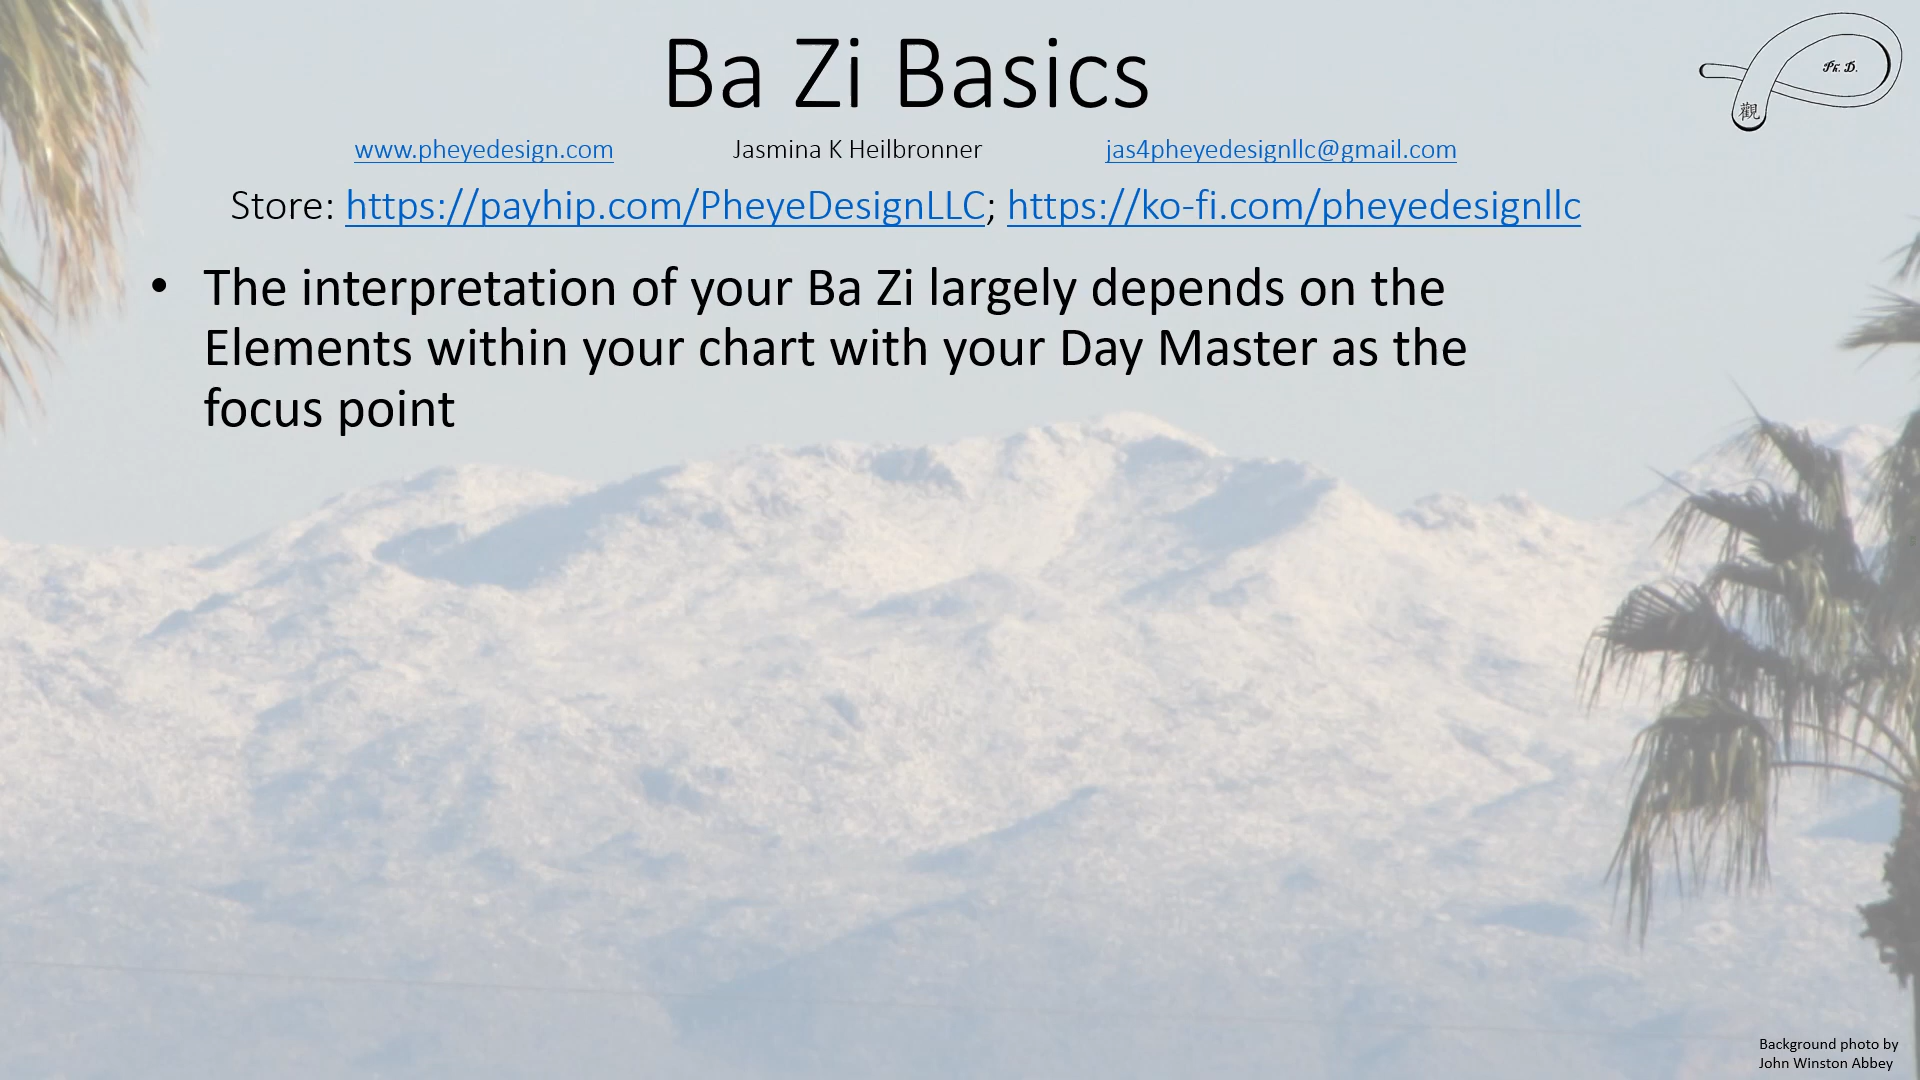 Ba Zi Basics
Ph. D.
觀
www.pheyedesign.com Jasmina K Heilbronner jas4pheyedesignllc@gmail.com
Store: https://payhip.com/PheyeDesignLLC; https://ko-fi.com/pheyedesignllc
• The interpretation of your Ba Zi largely depends on the
Elements within your chart with your Day Master as the
focus point
Background photo by
John Winston Abbey